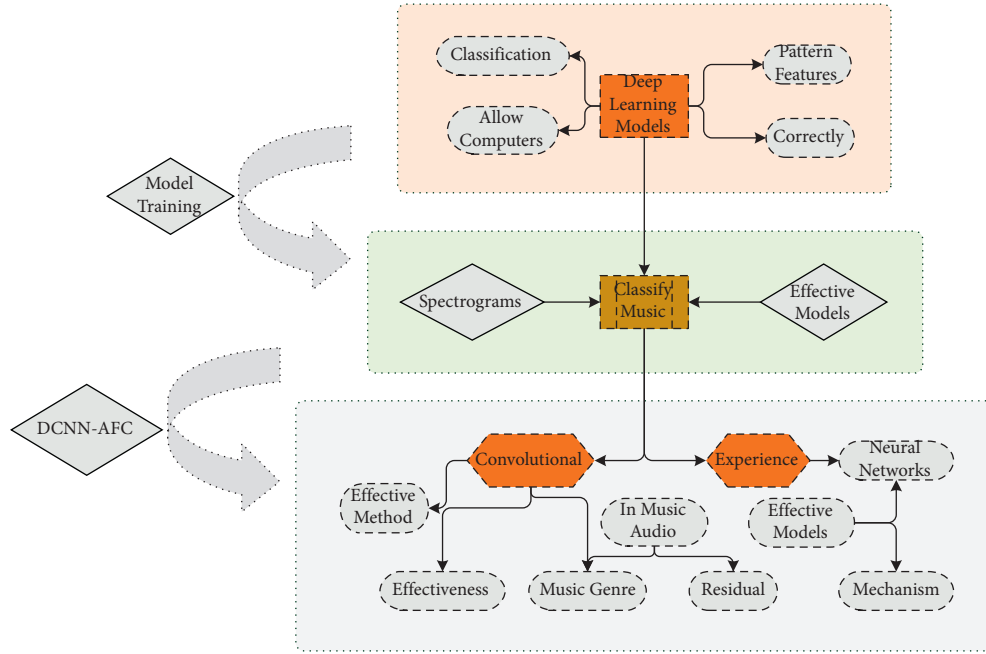 Classification
Pattern
Features
Deep
Learning
Models
Allow
Computers
Correctly
Model
Training
Spectrograms
Classify
Music
Effective
Models
DCNN-AFC
Convolutional
Experience
Neural
Networks
Effective
Method
In Music
Audio
Effective
Models
Effectiveness
Music Genre
Residual
Mechanism